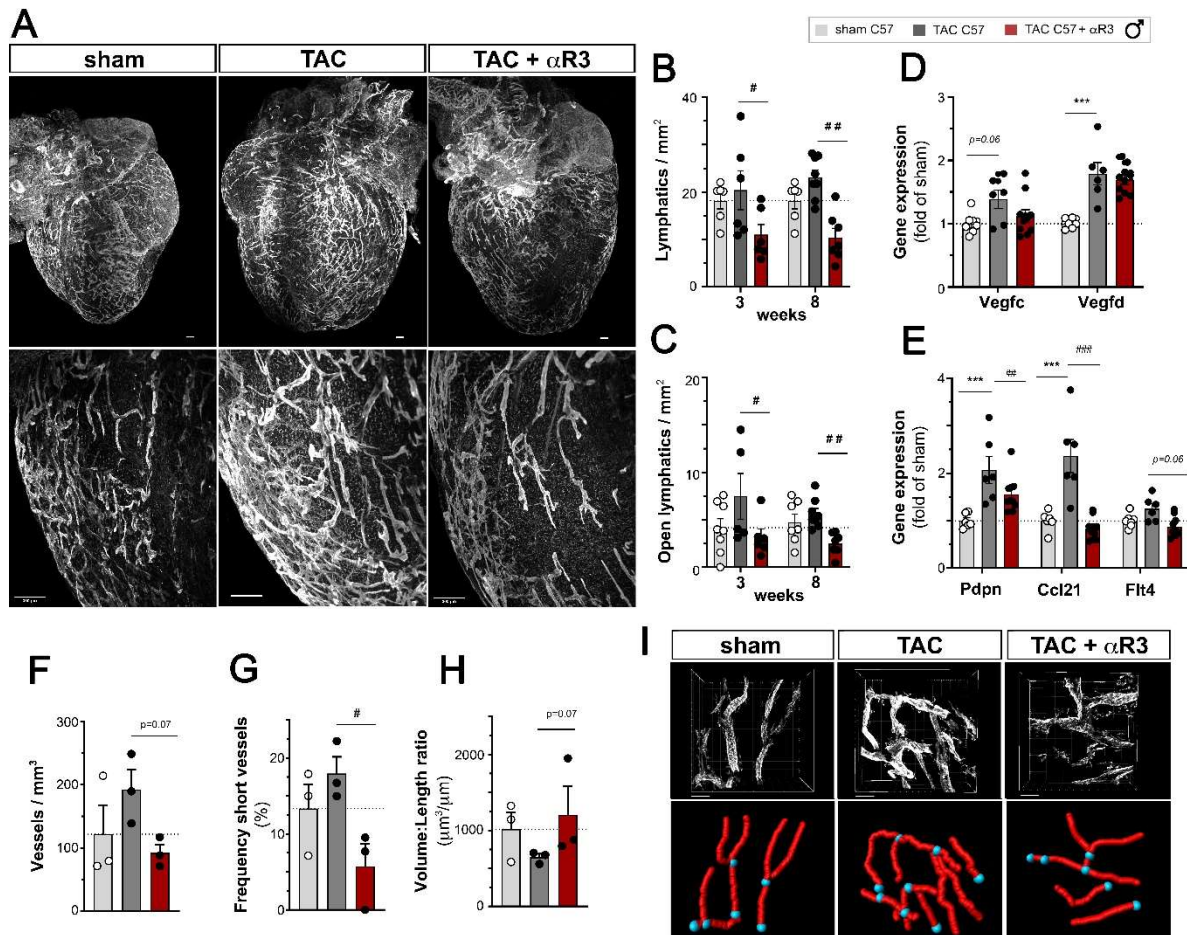 A
sham C57 TAC C57 TAC C57 + αR3 ♂
sham TAC TAC + αR3
B
Lymphatics / mm²
40
20
0
# ##
3 8
weeks
D
Gene expression
(fold of sham)
3
2
1
0
p=0.06 ***
Vegfc Vegfd
C
Open lymphatics / mm²
20
15
10
5
0
# ##
3 8
weeks
E
Gene expression
(fold of sham)
4
2
0
*** ## *** ### p=0.06
Pdpn Ccl21 Flt4
F
Vessels / mm³
300
200
100
0
p=0.07
G
Frequency short vessels
(%)
20
10
0
#
H
Volume:Length ratio
(μm³/μm)
2000
1000
0
p=0.07
I
sham TAC TAC + αR3